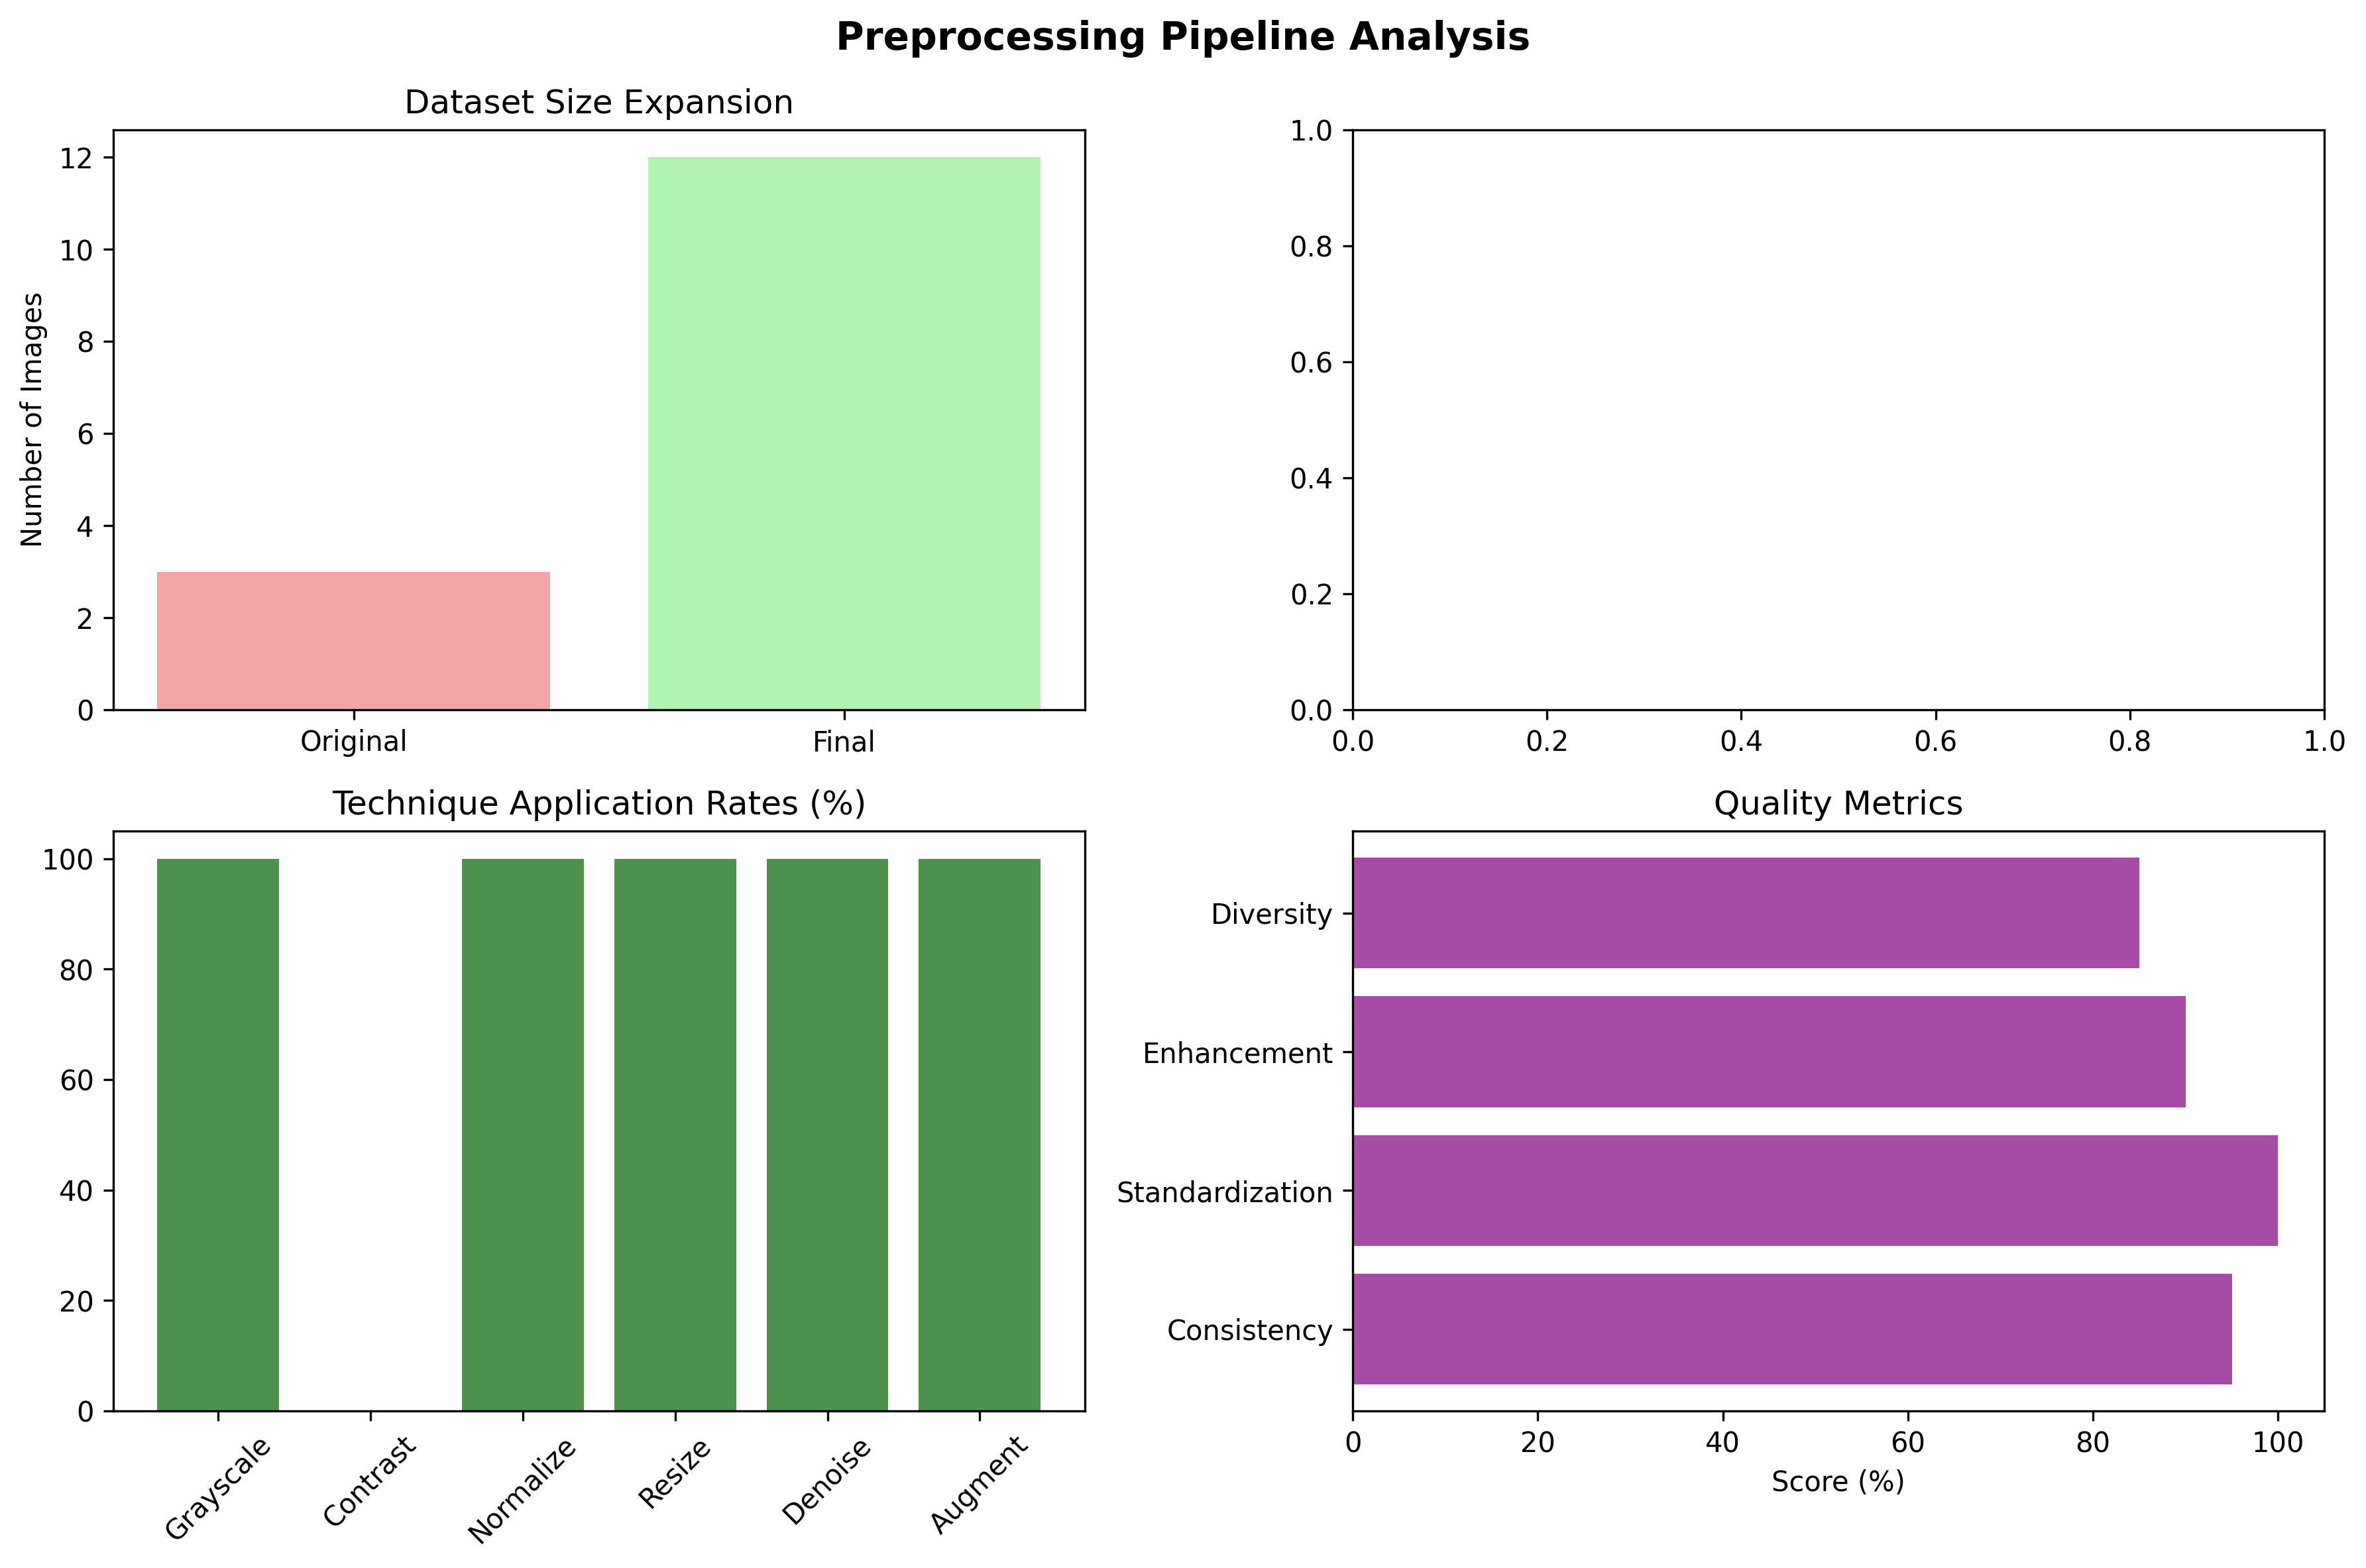 Preprocessing Pipeline Analysis
Dataset Size Expansion
Number of Images
12
10
8
6
4
2
0
Original
Final
1.0
0.8
0.6
0.4
0.2
0.0
0.0
0.2
0.4
0.6
0.8
1.0
Technique Application Rates (%)
100
80
60
40
20
0
Grayscale
Contrast
Normalize
Resize
Denoise
Augment
Quality Metrics
Diversity
Enhancement
Standardization
Consistency
0
20
40
60
80
100
Score (%)